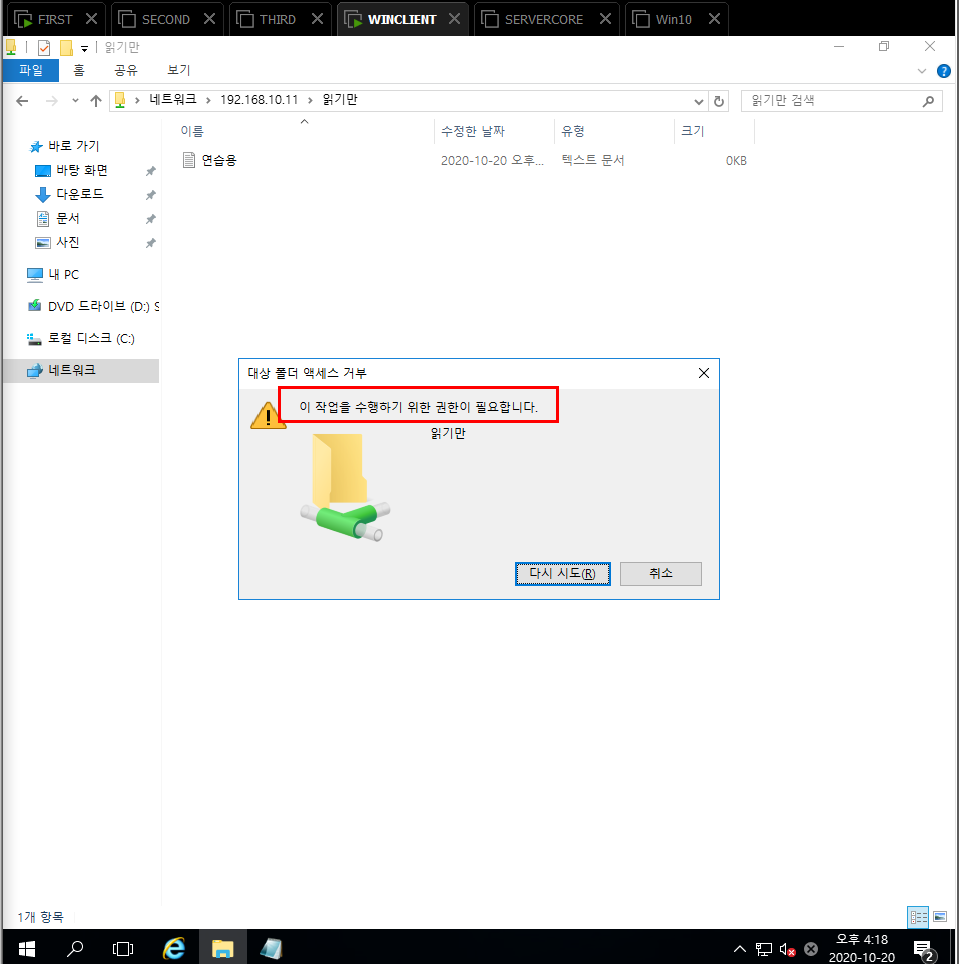 FIRST SECOND THIRD WINCLIENT SERVERCORE Win10
읽기만
파일 홈 공유 보기
네트워크 192.168.10.11 읽기만 읽기만 검색
이름 수정한 날짜 유형 크기
바로 가기
연습용 2020-10-20 오후... 텍스트 문서 0KB
바탕 화면
다운로드
문서
사진
내 PC
DVD 드라이브 (D:) S
로컬 디스크 (C:)
네트워크
대상 폴더 액세스 거부
이 작업을 수행하기 위한 권한이 필요합니다.
읽기만
다시 시도(R) 취소
1개 항목
오후 4:18
2020-10-20
2